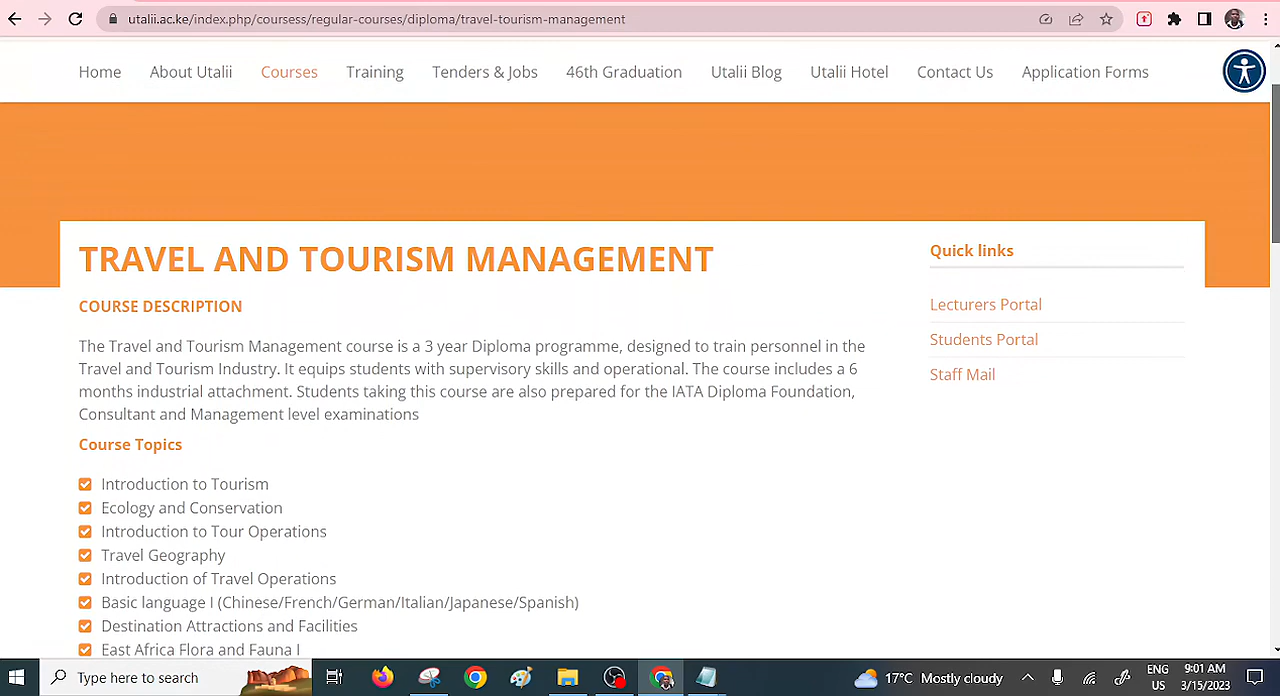 utalii.ac.ke/index.php/coursess/regular-courses/diploma/travel-tourism-management
Home About Utalii Courses Training Tenders & Jobs 46th Graduation Utalii Blog Utalii Hotel Contact Us Application Forms
TRAVEL AND TOURISM MANAGEMENT
COURSE DESCRIPTION
The Travel and Tourism Management course is a 3 year Diploma programme, designed to train personnel in the
Travel and Tourism Industry. It equips students with supervisory skills and operational. The course includes a 6
months industrial attachment. Students taking this course are also prepared for the IATA Diploma Foundation,
Consultant and Management level examinations
Course Topics
Introduction to Tourism
Ecology and Conservation
Introduction to Tour Operations
Travel Geography
Introduction of Travel Operations
Basic language I (Chinese/French/German/Italian/Japanese/Spanish)
Destination Attractions and Facilities
East Africa Flora and Fauna I
Quick links
Lecturers Portal
Students Portal
Staff Mail
Type here to search
17°C Mostly cloudy
ENG
US
9:01 AM
3/15/2023